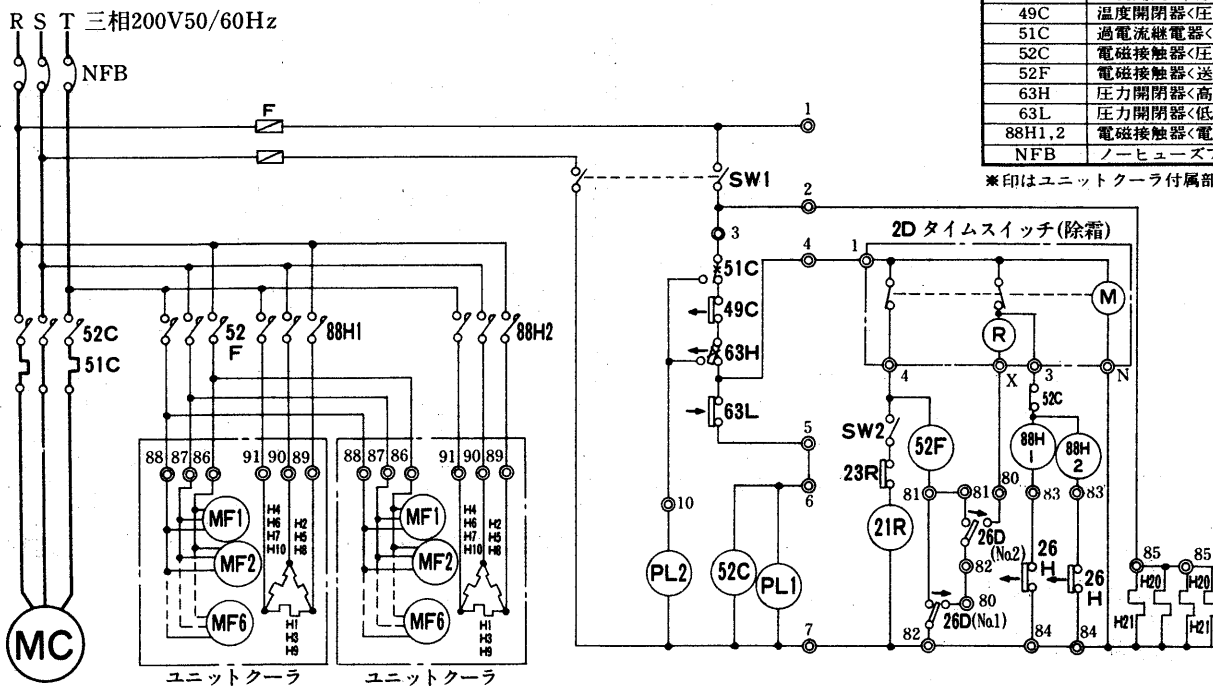 R S T 三相200V50/60Hz
NFB
F
1
SW1
2
3
4
51C
49C
63H
63L
5
6
10
PL2
52C
PL1
7
49C 温度開閉器<圧
51C 過電流継電器<
52C 電磁接触器<圧
52F 電磁接触器<送
63H 圧力開閉器<高
63L 圧力開閉器<低
88H1,2 電磁接触器<電
NFB ノーヒューズブ
※印はユニットクーラ付属部
2D タイムスイッチ(除霜)
1
M
R
4
X
3
N
52C
SW2
52F
88H1
88H2
23R
21R
81
81
80
83
83
26D
(No.2)
82
80
26D(No.1)
82
26H
26H
84
84
85
85
H20
H20
H21
H21
52C
51C
52F
88H1
88H2
MC
88 87 86 91 90 89
MF1
MF2
MF6
H4
H6
H7
H10
H2
H5
H8
H1
H3
H9
ユニットクーラ
88 87 86 91 90 89
MF1
MF2
MF6
H4
H6
H7
H10
H2
H5
H8
H1
H3
H9
ユニットクーラ